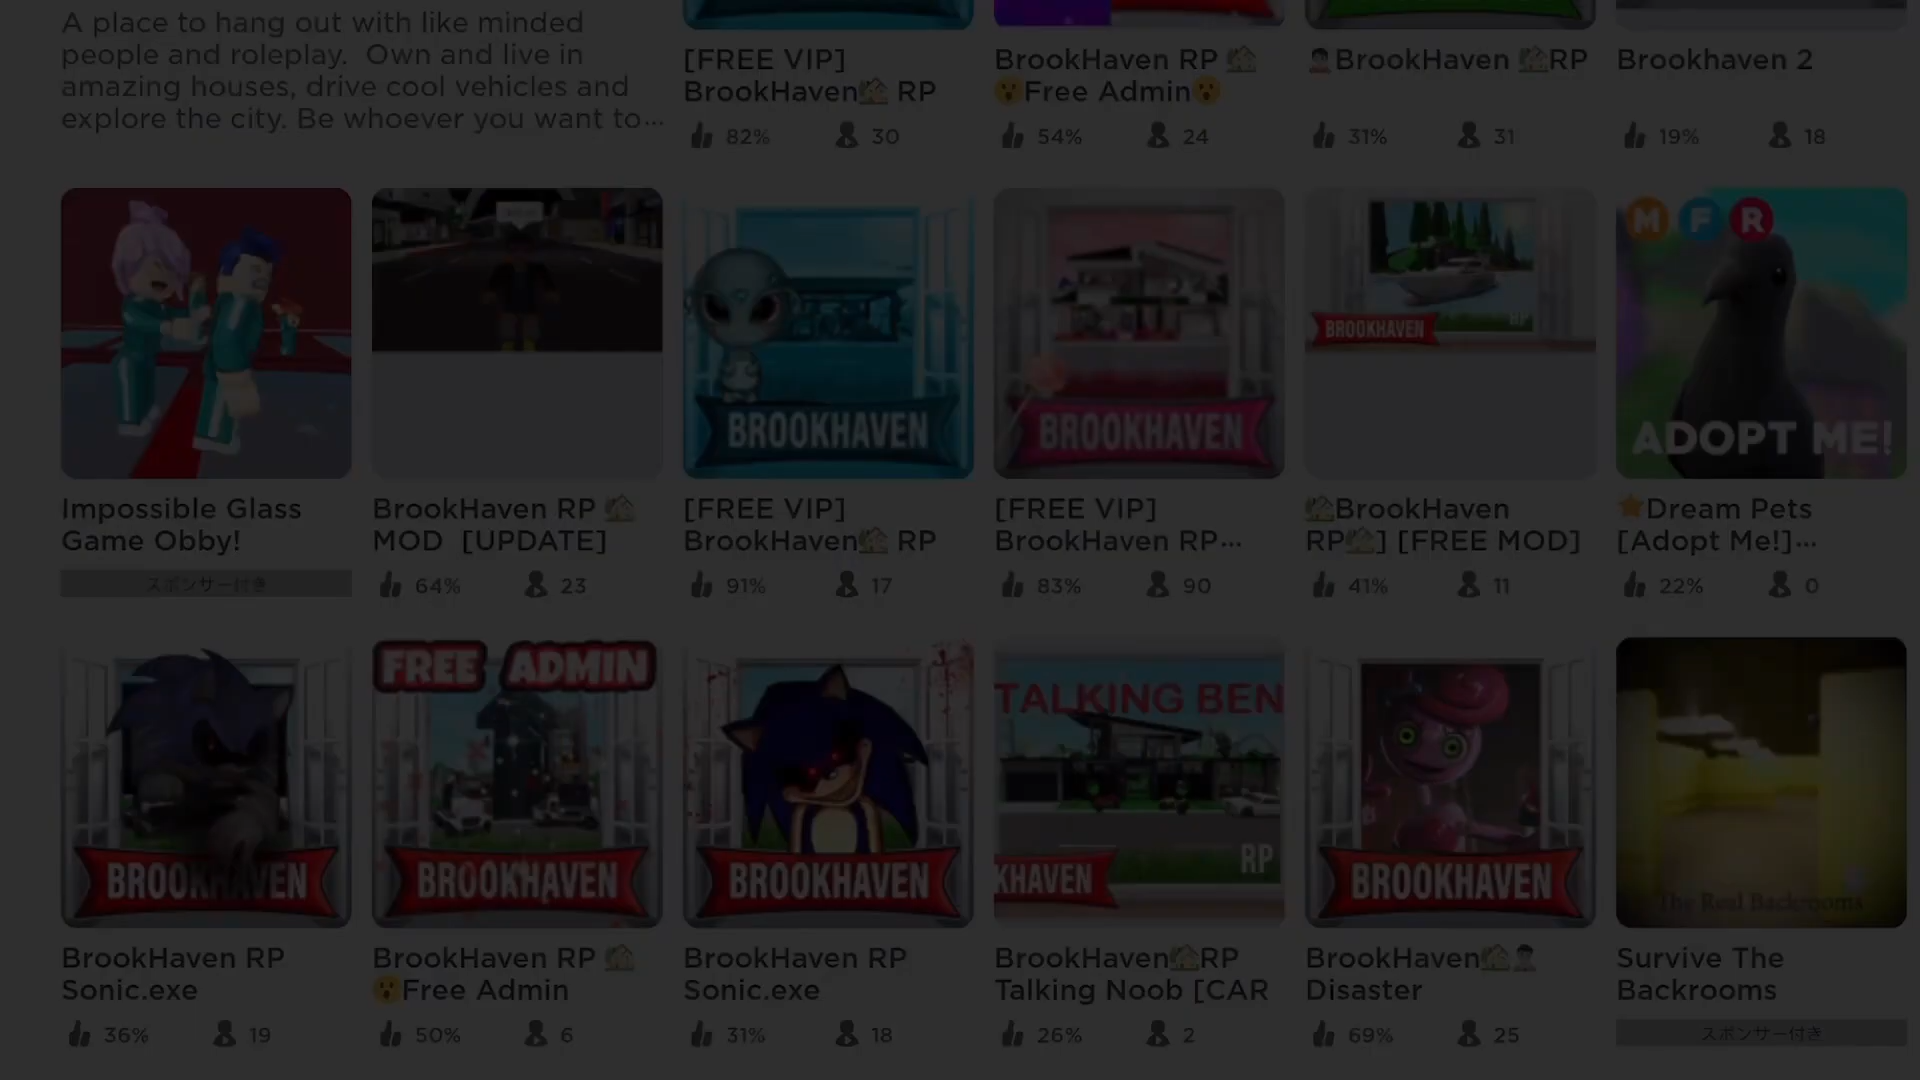 A place to hang out with like minded
people and roleplay.  Own and live in
amazing houses, drive cool vehicles and
explore the city. Be whoever you want to...
[FREE VIP]
BrookHaven🏡 RP
82% 30
BrookHaven RP 🏡
😮Free Admin😮
54% 24
BrookHaven 🏡RP
31% 31
Brookhaven 2
19% 18
BROOKHAVEN
BROOKHAVEN
BROOKHAVEN
RP
M F R
ADOPT ME!
Impossible Glass
Game Obby!
スポンサー付き
BrookHaven RP 🏡
MOD  [UPDATE]
64% 23
[FREE VIP]
BrookHaven🏡 RP
91% 17
[FREE VIP]
BrookHaven RP...
83% 90
🏡BrookHaven
RP🏡] [FREE MOD]
41% 11
⭐Dream Pets
[Adopt Me!]...
22% 0
BROOKHAVEN
FREE ADMIN
BROOKHAVEN
BROOKHAVEN
TALKING BEN
KHAVEN
RP
BROOKHAVEN
The Real Backrooms
BrookHaven RP
Sonic.exe
36% 19
BrookHaven RP 🏡
😮Free Admin
50% 6
BrookHaven RP
Sonic.exe
31% 18
BrookHaven🏡RP
Talking Noob [CAR
26% 2
BrookHaven🏡
Disaster
69% 25
Survive The
Backrooms
スポンサー付き